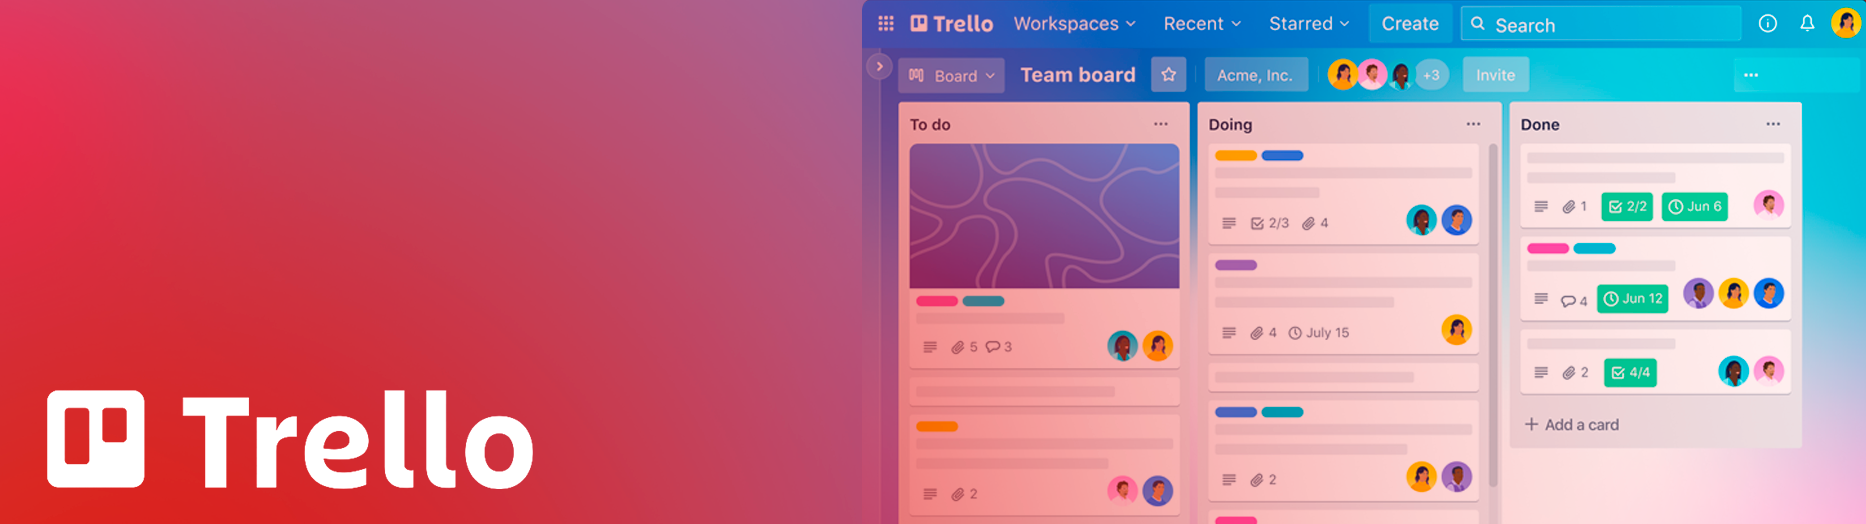 Trello
Trello Workspaces Recent Starred Create Search
Board Team board Acme, Inc. +3 Invite
To do
5 3
2
Doing
2/3 4
4 July 15
2
Done
1 2/2 Jun 6
4 Jun 12
2 4/4
+ Add a card